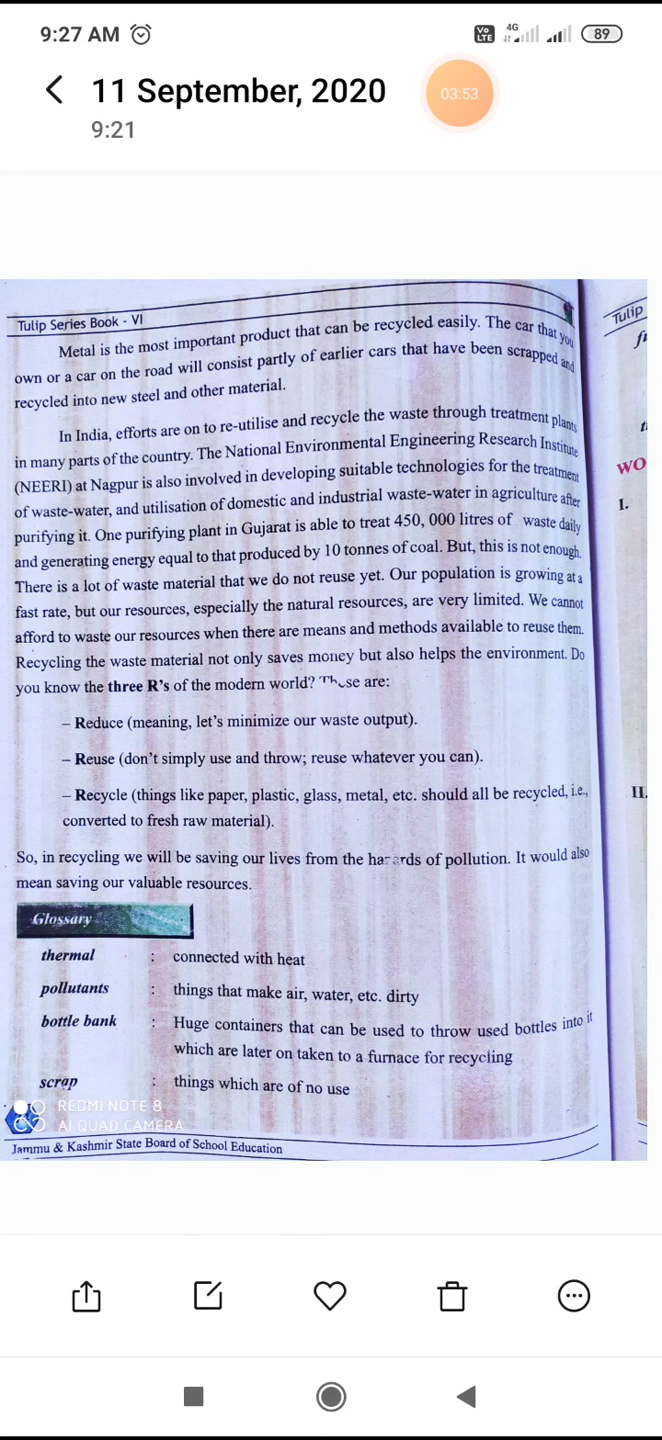 9:27 AM
Vo LTE 4G 89
11 September, 2020
03:53
9:21
Tulip Series Book - VI
Metal is the most important product that can be recycled easily. The car that you
own or a car on the road will consist partly of earlier cars that have been scrapped and
recycled into new steel and other material.
In India, efforts are on to re-utilise and recycle the waste through treatment plants
in many parts of the country. The National Environmental Engineering Research Institute
(NEERI) at Nagpur is also involved in developing suitable technologies for the treatment
of waste-water, and utilisation of domestic and industrial waste-water in agriculture after
purifying it. One purifying plant in Gujarat is able to treat 450, 000 litres of waste daily
and generating energy equal to that produced by 10 tonnes of coal. But, this is not enough.
There is a lot of waste material that we do not reuse yet. Our population is growing at a
fast rate, but our resources, especially the natural resources, are very limited. We cannot
afford to waste our resources when there are means and methods available to reuse them.
Recycling the waste material not only saves money but also helps the environment. Do
you know the three R's of the modern world? These are:
– Reduce (meaning, let's minimize our waste output).
– Reuse (don't simply use and throw; reuse whatever you can).
– Recycle (things like paper, plastic, glass, metal, etc. should all be recycled, i.e.,
converted to fresh raw material).
So, in recycling we will be saving our lives from the hazards of pollution. It would also
mean saving our valuable resources.
Glossary
thermal : connected with heat
pollutants : things that make air, water, etc. dirty
bottle bank : Huge containers that can be used to throw used bottles into it
which are later on taken to a furnace for recycling
scrap : things which are of no use
REDMI NOTE 8
AI QUAD CAMERA
Jammu & Kashmir State Board of School Education
Tulip
WO
I.
II.